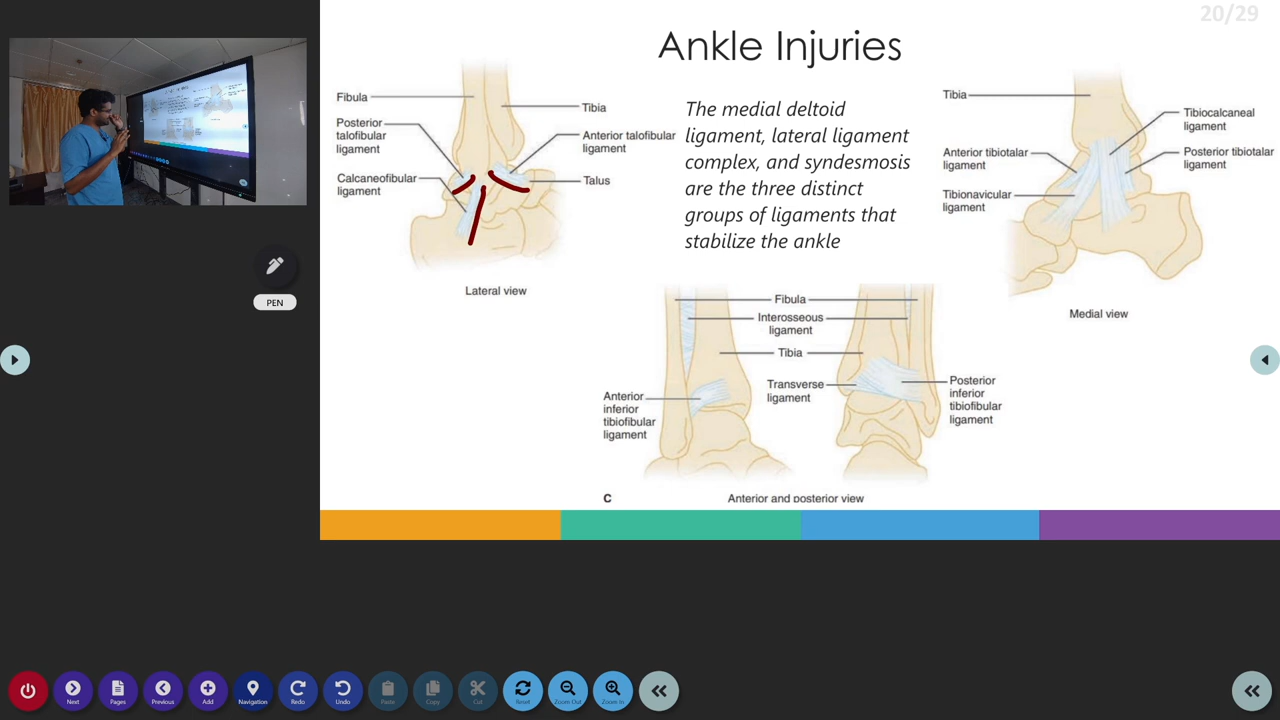 20/29
Ankle Injuries
Fibula
Posterior
talofibular
ligament
Calcaneofibular
ligament
Tibia
Anterior talofibular
ligament
Talus
Lateral view
The medial deltoid
ligament, lateral ligament
complex, and syndesmosis
are the three distinct
groups of ligaments that
stabilize the ankle
Tibia
Anterior tibiotar
ligament
Tibionavicular
ligament
Tibiocalcaneal
ligament
Posterior tibiotar
ligament
Medial view
Fibula
Interosseous
ligament
Tibia
Transverse
ligament
Anterior
inferior
tibiofibular
ligament
Posterior
inferior
tibiofibular
ligament
C
Anterior and posterior view
PEN
Next
Pages
Previous
Add
Navigation
Redo
Undo
Paste
Copy
Cut
Reset
Zoom Out
Zoom In